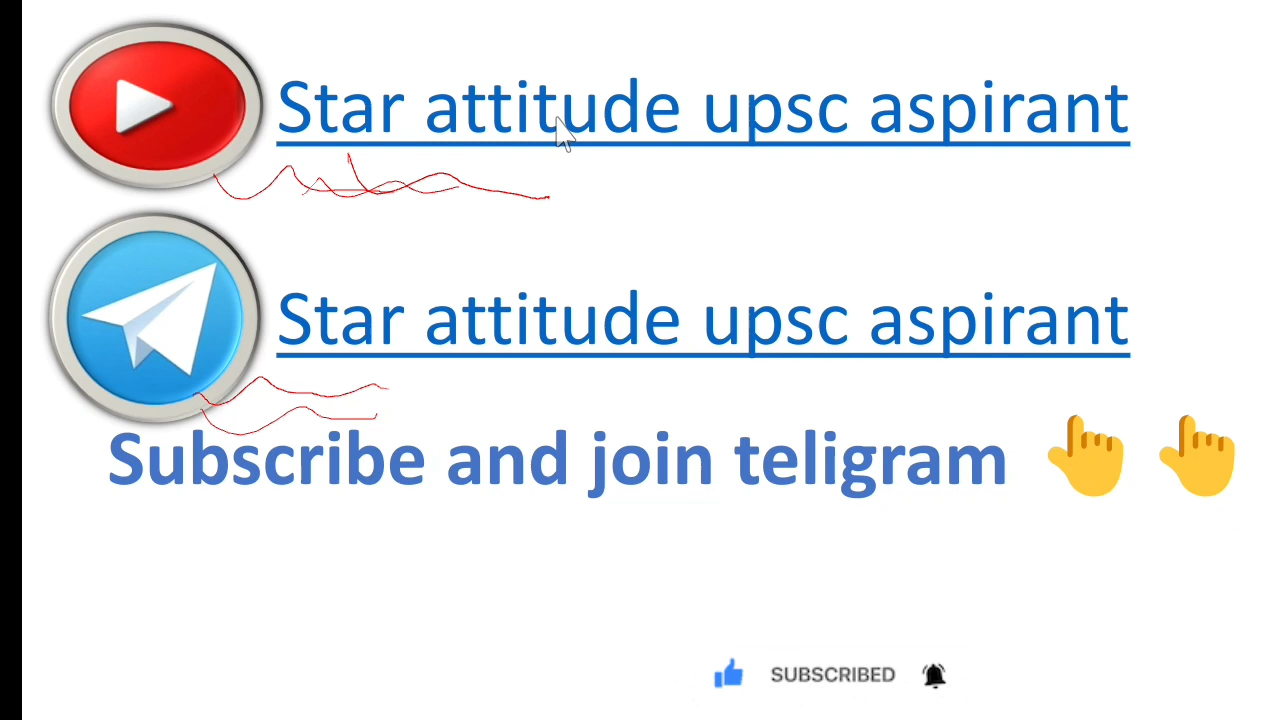 Star attitude upsc aspirant
Star attitude upsc aspirant
Subscribe and join teligram
SUBSCRIBED